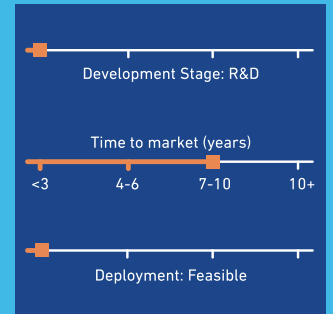 Development Stage: R&D
Time to market (years)
<3 4-6 7-10 10+
Deployment: Feasible